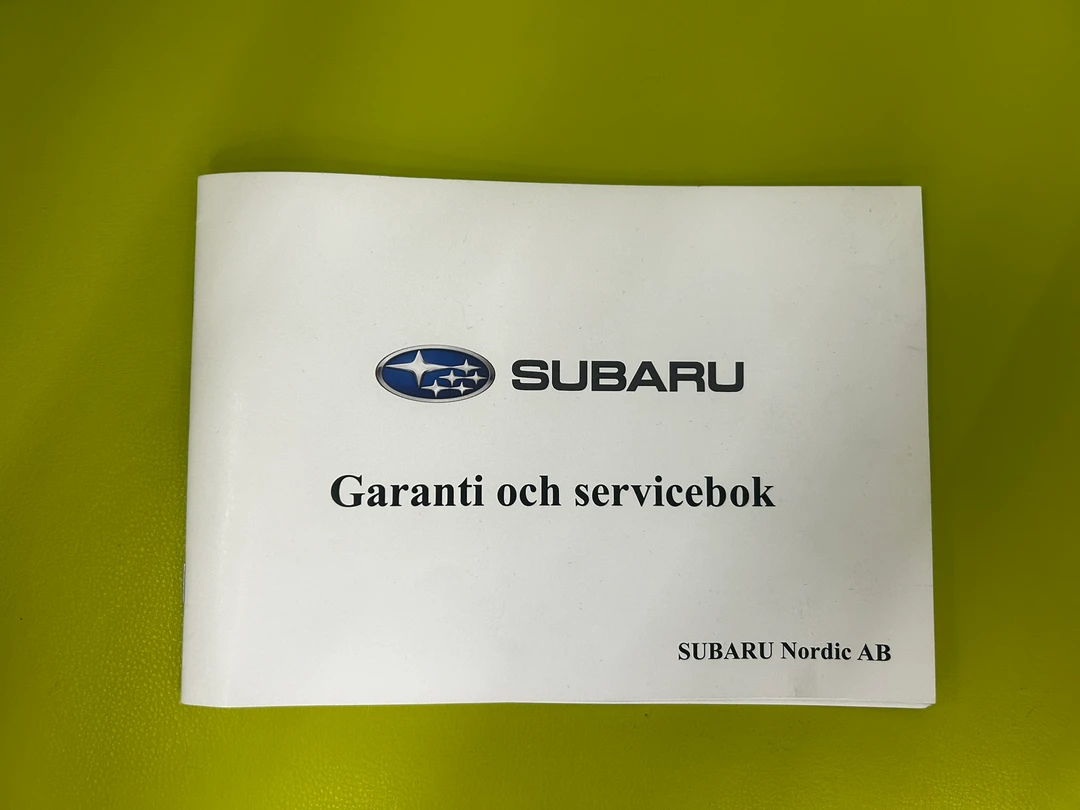 SUBARU
Garanti och servicebok
SUBARU Nordic AB